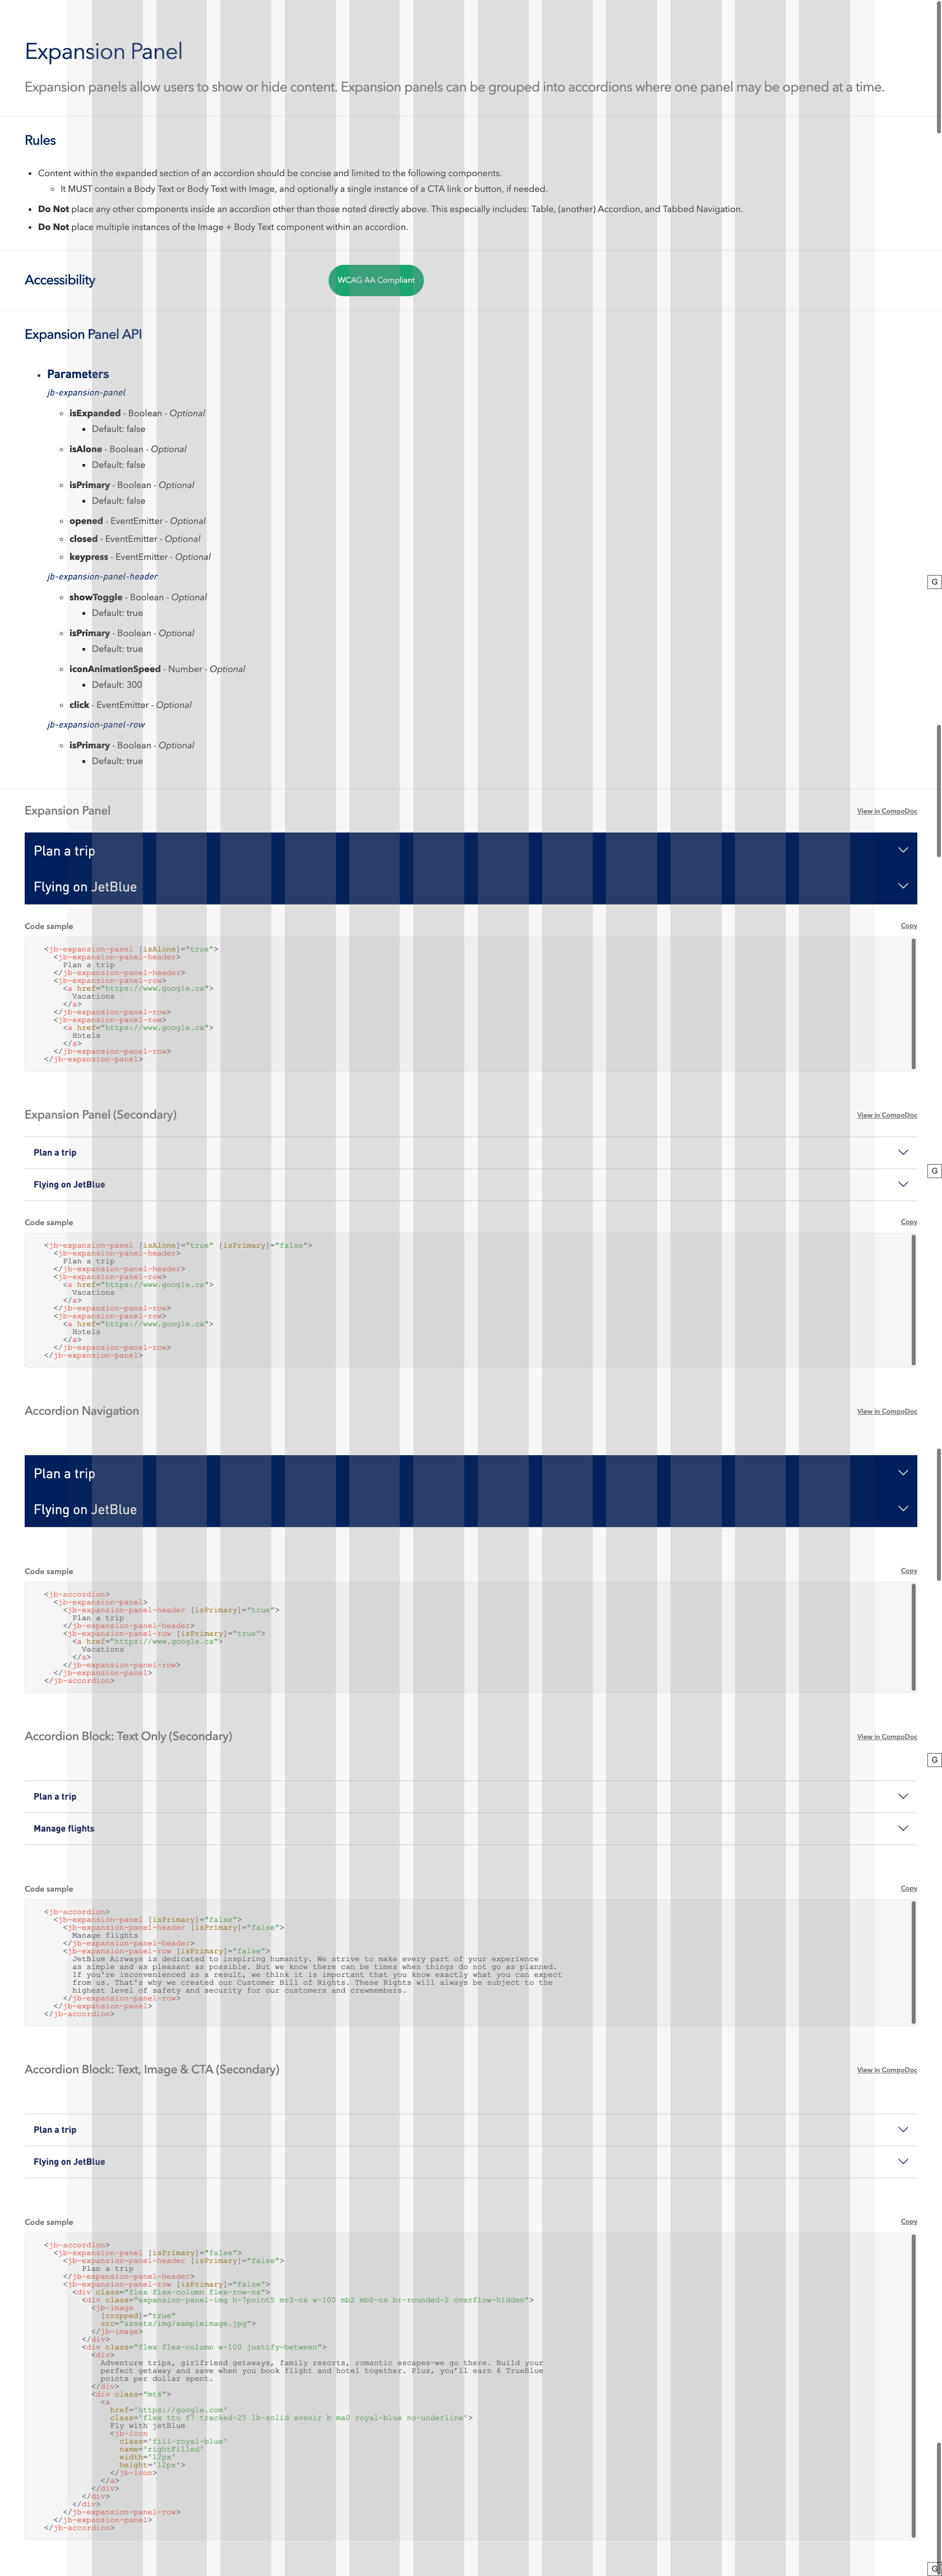 Expansion Panel
Expansion panels allow users to show or hide content. Expansion panels can be grouped into accordions where one panel may be opened at a time.
Rules
Content within the expanded section of an accordion should be concise and limited to the following components.
It MUST contain a Body Text or Body Text with Image, and optionally a single instance of a CTA link or button, if needed.
Do Not place any other components inside an accordion other than those noted directly above. This especially includes: Table, (another) Accordion, and Tabbed Navigation.
Do Not place multiple instances of the Image + Body Text component within an accordion.
Accessibility
WCAG AA Compliant
Expansion Panel API
Parameters
jb-expansion-panel
isExpanded - Boolean - Optional
Default: false
isAlone - Boolean - Optional
Default: false
isPrimary - Boolean - Optional
Default: false
opened - EventEmitter - Optional
closed - EventEmitter - Optional
keypress - EventEmitter - Optional
jb-expansion-panel-header
G
showToggle - Boolean - Optional
Default: true
isPrimary - Boolean - Optional
Default: true
iconAnimationSpeed - Number - Optional
Default: 300
click - EventEmitter - Optional
jb-expansion-panel-row
isPrimary - Boolean - Optional
Default: true
Expansion Panel
View in CompoDoc
Plan a trip
Flying on JetBlue
Code sample
Copy
<jb-expansion-panel [isAlone]="true">
<jb-expansion-panel-header>
Plan a trip
</jb-expansion-panel-header>
<jb-expansion-panel-row>
<a href="https://www.google.ca">
Vacations
</a>
</jb-expansion-panel-row>
<jb-expansion-panel-row>
<a href="https://www.google.ca">
Hotels
</a>
</jb-expansion-panel-row>
</jb-expansion-panel>
Expansion Panel (Secondary)
View in CompoDoc
Plan a trip
G
Flying on JetBlue
Code sample
Copy
<jb-expansion-panel [isAlone]="true" [isPrimary]="false">
<jb-expansion-panel-header>
Plan a trip
</jb-expansion-panel-header>
<jb-expansion-panel-row>
<a href="https://www.google.ca">
Vacations
</a>
</jb-expansion-panel-row>
<jb-expansion-panel-row>
<a href="https://www.google.ca">
Hotels
</a>
</jb-expansion-panel-row>
</jb-expansion-panel>
Accordion Navigation
View in CompoDoc
Plan a trip
Flying on JetBlue
Code sample
Copy
<jb-accordion>
<jb-expansion-panel>
<jb-expansion-panel-header [isPrimary]="true">
Plan a trip
</jb-expansion-panel-header>
<jb-expansion-panel-row [isPrimary]="true">
<a href="https://www.google.ca">
Vacations
</a>
</jb-expansion-panel-row>
</jb-expansion-panel>
</jb-accordion>
Accordion Block: Text Only (Secondary)
View in CompoDoc
G
Plan a trip
Manage flights
Code sample
Copy
<jb-accordion>
<jb-expansion-panel [isPrimary]="false">
<jb-expansion-panel-header [isPrimary]="false">
Manage flights
</jb-expansion-panel-header>
<jb-expansion-panel-row [isPrimary]="false">
JetBlue Airways is dedicated to inspiring humanity. We strive to make every part of your experience
as simple and as pleasant as possible. But we know there can be times when things do not go as planned.
If you're inconvenienced as a result, we think it is important that you know exactly what you can expect
from us. That's why we created our Customer Bill of Rights. These Rights will always be subject to the
highest level of safety and security for our customers and crewmembers.
</jb-expansion-panel-row>
</jb-expansion-panel>
</jb-accordion>
Accordion Block: Text, Image & CTA (Secondary)
View in CompoDoc
Plan a trip
Flying on JetBlue
Code sample
Copy
<jb-accordion>
<jb-expansion-panel [isPrimary]="false">
<jb-expansion-panel-header [isPrimary]="false">
Plan a trip
</jb-expansion-panel-header>
<jb-expansion-panel-row [isPrimary]="false">
<div class="flex flex-column flex-row-ns">
<div class="expansion-panel-img h-7point5 mr3-ns w-100 mb2 mb0-ns br-rounded-2 overflow-hidden">
<jb-image
[cropped]="true"
src="assets/img/sampleimage.jpg">
</jb-image>
</div>
<div class="flex flex-column w-100 justify-between">
<div>
Adventure trips, girlfriend getaways, family resorts, romantic escapes—we go there. Build your
perfect getaway and save when you book flight and hotel together. Plus, you’ll earn 6 TrueBlue
points per dollar spent.
</div>
<div class="mt4">
<a
href='https://google.com'
class='flex ttu f7 tracked-25 lh-solid avenir b ma0 royal-blue no-underline'>
Fly with jetBlue
<jb-icon
class='fill-royal-blue'
name='rightFilled'
width='12px'
height='12px'>
</jb-icon>
</a>
</div>
</div>
</div>
</jb-expansion-panel-row>
</jb-expansion-panel>
</jb-accordion>
G